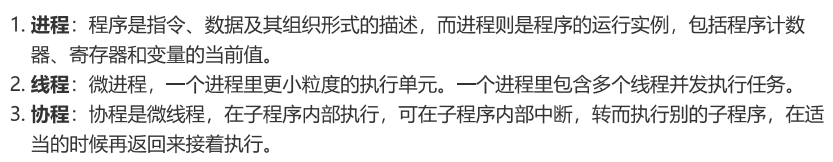 1. 进程：程序是指令、数据及其组织形式的描述，而进程则是程序的运行实例，包括程序计数
器、寄存器和变量的当前值。
2. 线程：微进程，一个进程里更小粒度的执行单元。一个进程里包含多个线程并发执行任务。
3. 协程：协程是微线程，在子程序内部执行，可在子程序内部中断，转而执行别的子程序，在适
当的时候再返回来接着执行。